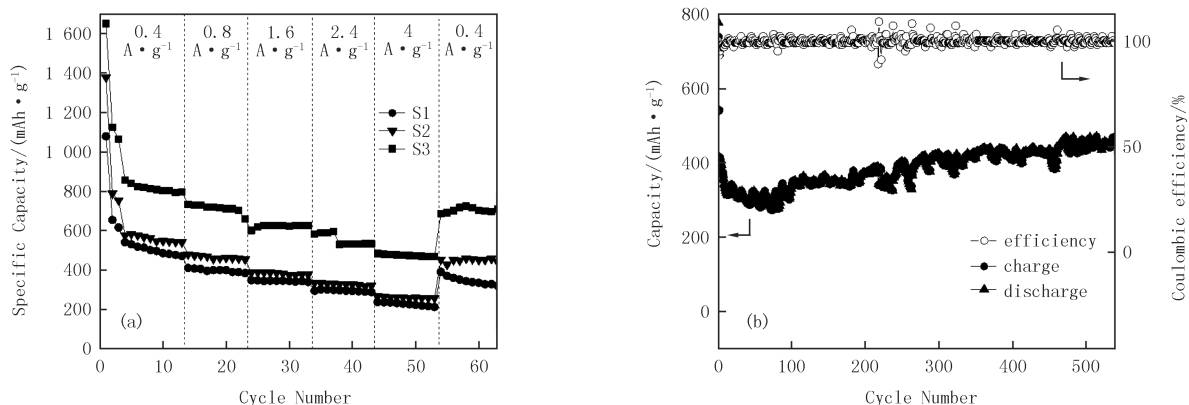 0.4 0.8 1.6 2.4 4 0.4
A·g⁻¹ A·g⁻¹ A·g⁻¹ A·g⁻¹ A·g⁻¹ A·g⁻¹
1 600
1 400
1 200
1 000
800
600
400
200
0
Specific Capacity/(mAh·g⁻¹)
S1
S2
S3
(a)
0 10 20 30 40 50 60
Cycle Number
800
800
600
400
200
0
Capacity/(mAh·g⁻¹)
100
50
0
Coulombic efficiency/%
efficiency
charge
discharge
(b)
0 100 200 300 400 500
Cycle Number